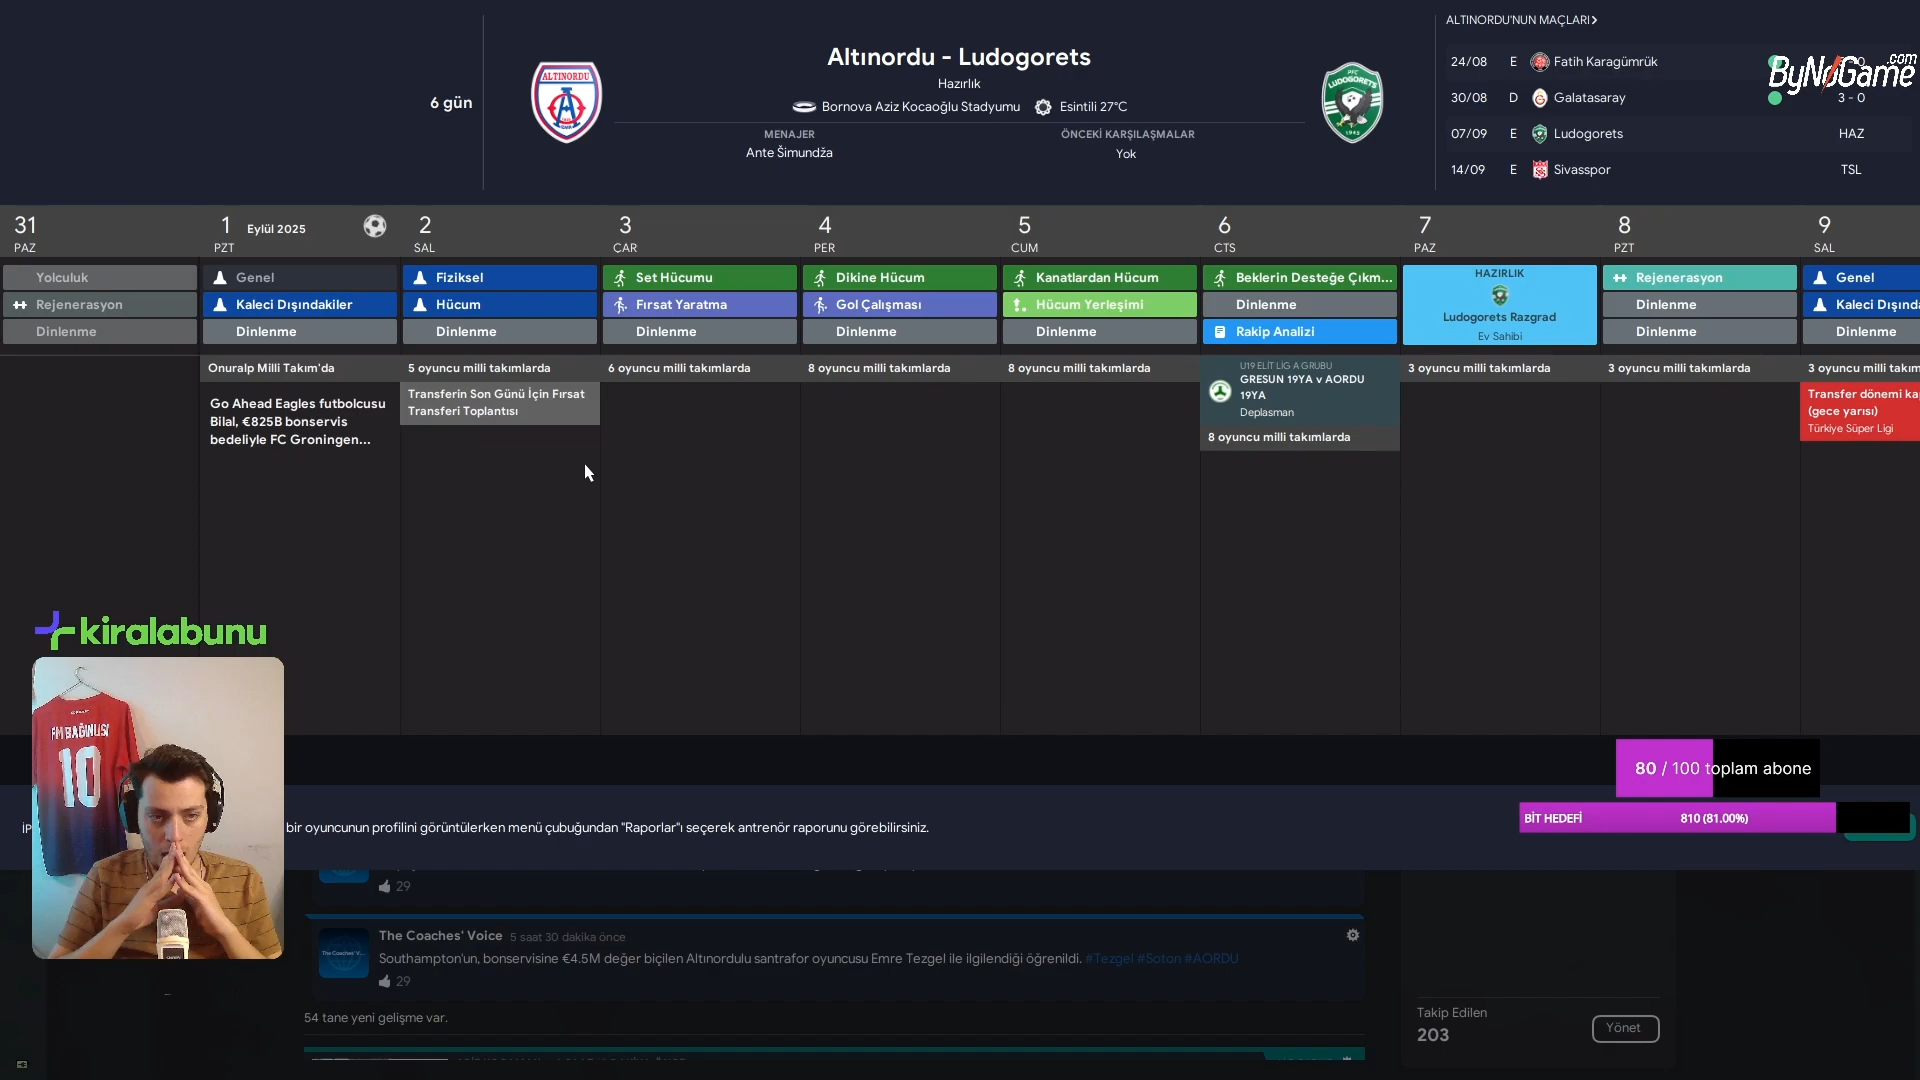 6 gün
ALTINORDU
Altınordu - Ludogorets
Hazırlık
Bornova Aziz Kocaoğlu Stadyumu
Esintili 27°C
MENAJER
Ante Šimundža
ÖNCEKİ KARŞILAŞMALAR
Yok
PFC
LUDOGORETS
1945
ALTINORDU'NUN MAÇLARI
24/08 E Fatih Karagümrük
30/08 D Galatasaray 3 - 0
07/09 E Ludogorets HAZ
14/09 E Sivasspor TSL
ByNoGame.com
31
PAZ
1 Eylül 2025
PZT
2
SAL
3
ÇAR
4
PER
5
CUM
6
CTS
7
PAZ
8
PZT
9
SAL
Yolculuk
Rejenerasyon
Dinlenme
Genel
Kaleci Dışındakiler
Dinlenme
Fiziksel
Hücum
Dinlenme
Set Hücumu
Fırsat Yaratma
Dinlenme
Dikine Hücum
Gol Çalışması
Dinlenme
Kanatlardan Hücum
Hücum Yerleşimi
Dinlenme
Beklerin Desteğe Çıkm...
Dinlenme
Rakip Analizi
HAZIRLIK
Ludogorets Razgrad
Ev Sahibi
Rejenerasyon
Dinlenme
Dinlenme
Genel
Kaleci Dışında
Dinlenme
Onuralp Milli Takım'da
Go Ahead Eagles futbolcusu
Bilal, €825B bonservis
bedeliyle FC Groningen...
5 oyuncu milli takımlarda
Transferin Son Günü İçin Fırsat
Transferi Toplantısı
6 oyuncu milli takımlarda
8 oyuncu milli takımlarda
8 oyuncu milli takımlarda
U19 ELİT LİG A GRUBU
GRESUN 19YA v AORDU
19YA
Deplasman
8 oyuncu milli takımlarda
3 oyuncu milli takımlarda
3 oyuncu milli takımlarda
3 oyuncu milli takım
Transfer dönemi ka
(gece yarısı)
Türkiye Süper Ligi
kiralabunu
FM BAĞIMLISI
10
80 / 100 toplam abone
BİT HEDEFİ 810 (81.00%)
İP
bir oyuncunun profilini görüntülerken menü çubuğundan "Raporlar"ı seçerek antrenör raporunu görebilirsiniz.
29
The Coaches' Voice 5 saat 30 dakika önce
Southampton'un, bonservisine €4.5M değer biçilen Altınordulu santrafor oyuncusu Emre Tezgel ile ilgilendiği öğrenildi. #Tezgel #Soton #AORDU
29
54 tane yeni gelişme var.
Takip Edilen
203
Yönet